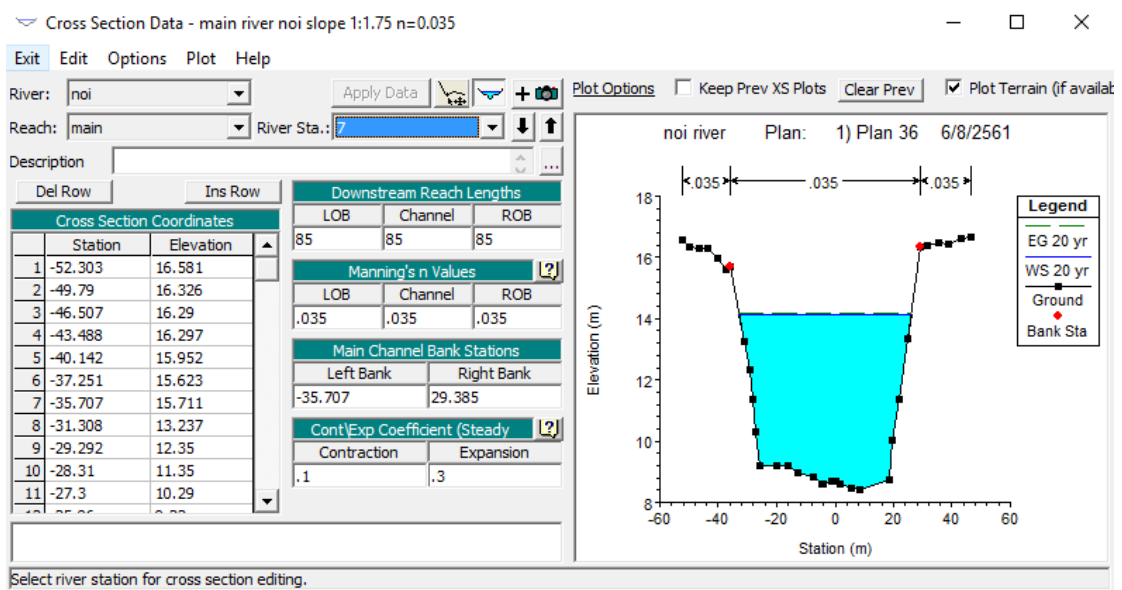 Cross Section Data - main river noi slope 1:1.75 n=0.035
Exit Edit Options Plot Help
River: noi Apply Data
Reach: main River Sta.: 7
Description ...
Del Row Ins Row
Cross Section Coordinates
Station Elevation
1 -52.303 16.581
2 -49.79 16.326
3 -46.507 16.29
4 -43.488 16.297
5 -40.142 15.952
6 -37.251 15.623
7 -35.707 15.711
8 -31.308 13.237
9 -29.292 12.35
10 -28.31 11.35
11 -27.3 10.29
Downstream Reach Lengths
LOB Channel ROB
85 85 85
Manning's n Values
LOB Channel ROB
.035 .035 .035
Main Channel Bank Stations
Left Bank Right Bank
-35.707 29.385
Cont\Exp Coefficient (Steady
Contraction Expansion
.1 .3
Plot Options Keep Prev XS Plots Clear Prev Plot Terrain (if availab
noi river Plan: 1) Plan 36 6/8/2561
.035 .035 .035
18
16
14
12
10
8
Elevation (m)
-60 -40 -20 0 20 40 60
Station (m)
Legend
EG 20 yr
WS 20 yr
Ground
Bank Sta
Select river station for cross section editing.